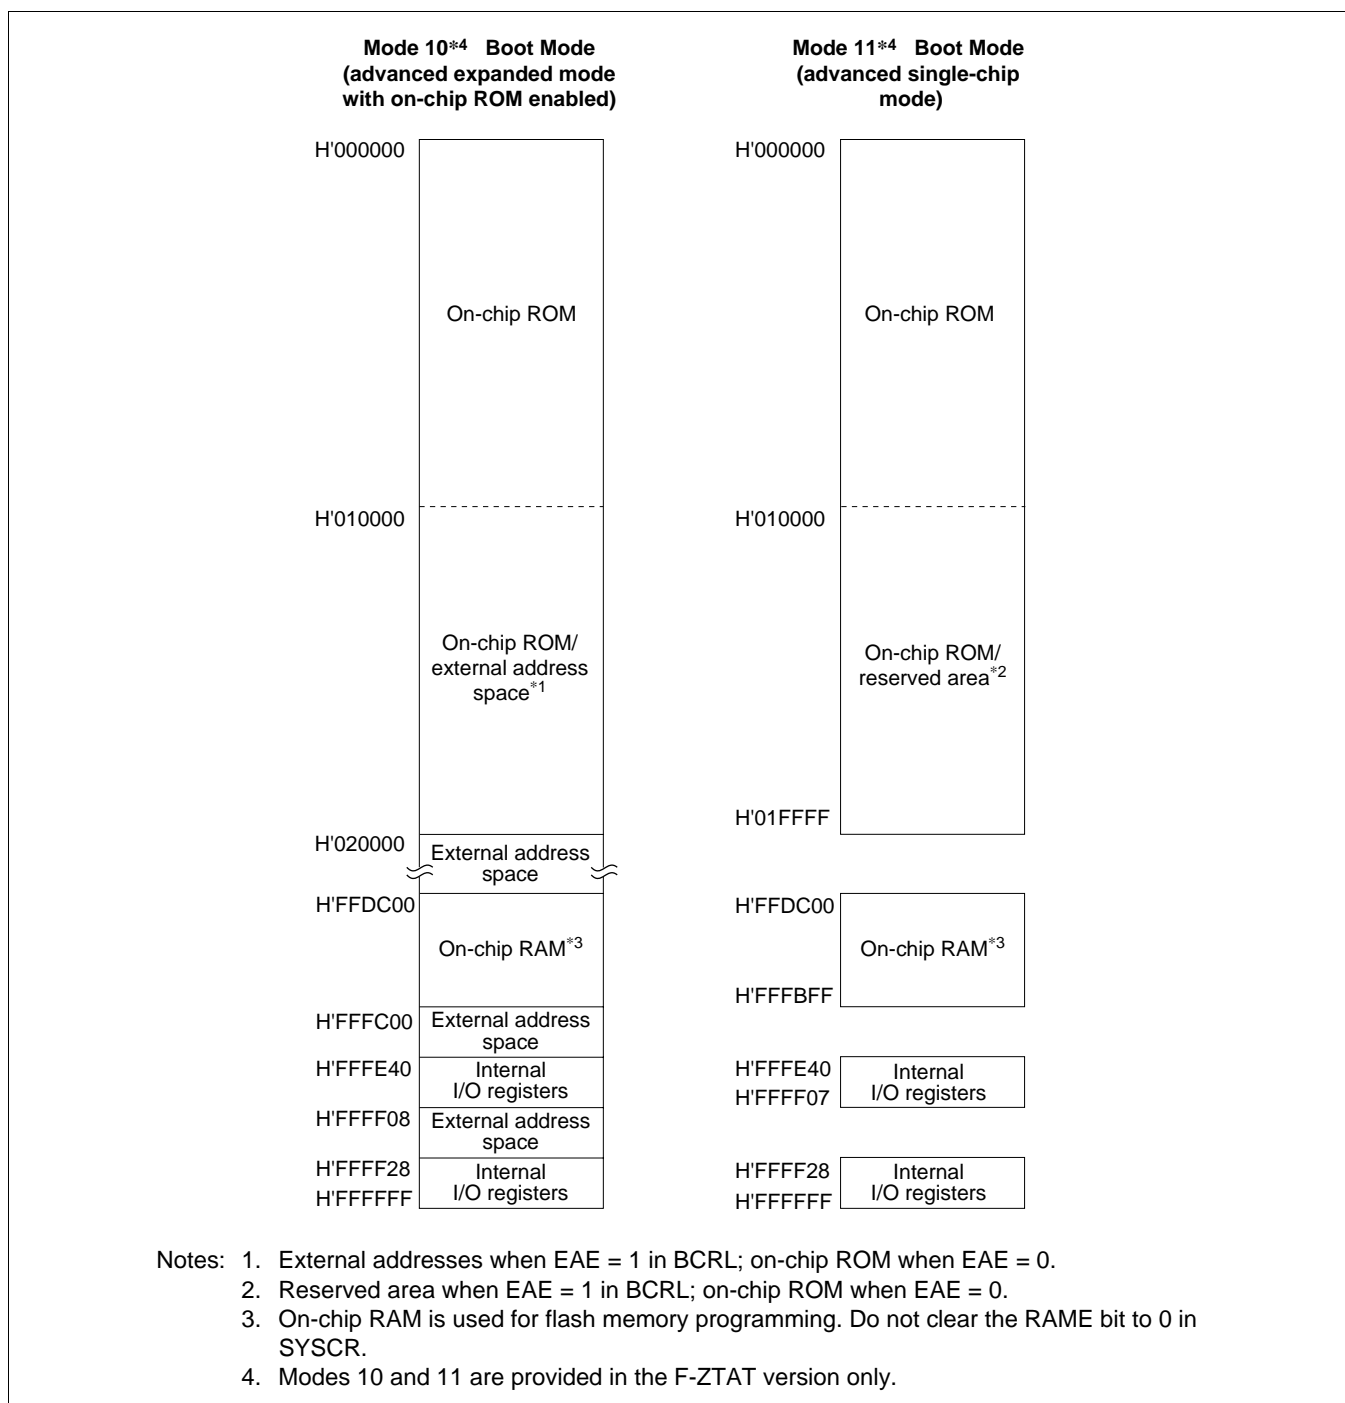 Mode 10*4 Boot Mode
(advanced expanded mode
with on-chip ROM enabled)
H'000000
On-chip ROM
H'010000
On-chip ROM/
external address
space*1
H'020000
External address
space
H'FFDC00
On-chip RAM*3
H'FFFC00
External address
space
H'FFFE40
Internal
I/O registers
H'FFFF08
External address
space
H'FFFF28
Internal
I/O registers
H'FFFFFF
Mode 11*4 Boot Mode
(advanced single-chip
mode)
H'000000
On-chip ROM
H'010000
On-chip ROM/
reserved area*2
H'01FFFF
H'FFDC00
On-chip RAM*3
H'FFFBFF
H'FFFE40
Internal
I/O registers
H'FFFF07
H'FFFF28
Internal
I/O registers
H'FFFFFF
Notes: 1. External addresses when EAE = 1 in BCRL; on-chip ROM when EAE = 0.
2. Reserved area when EAE = 1 in BCRL; on-chip ROM when EAE = 0.
3. On-chip RAM is used for flash memory programming. Do not clear the RAME bit to 0 in
SYSCR.
4. Modes 10 and 11 are provided in the F-ZTAT version only.